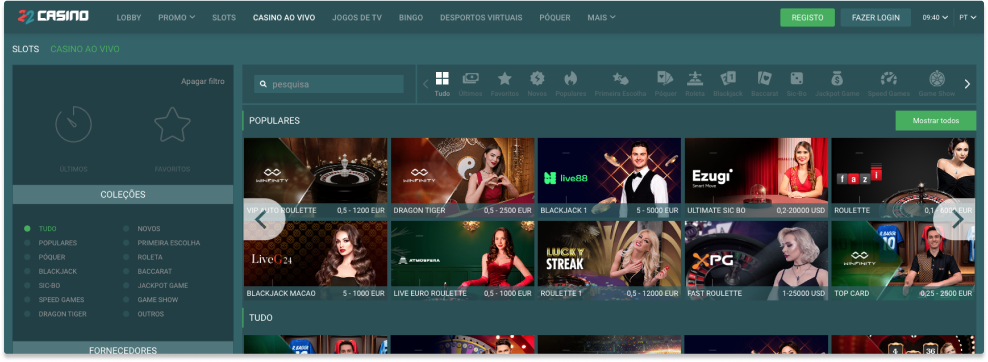 22 CASINO
LOBBY PROMO SLOTS CASINO AO VIVO JOGOS DE TV BINGO DESPORTOS VIRTUAIS PÓQUER MAIS REGISTO FAZER LOGIN 09:40 PT
SLOTS CASINO AO VIVO
Apagar filtro
ÚLTIMOS FAVORITOS
COLEÇÕES
TUDO NOVOS
POPULARES PRIMEIRA ESCOLHA
PÓQUER ROLETA
BLACKJACK BACCARAT
SIC-BO JACKPOT GAME
SPEED GAMES GAME SHOW
DRAGON TIGER OUTROS
FORNECEDORES
pesquisa
Tudo Últimos Favoritos Novos Populares Primeira Escolha Póquer Roleta Blackjack Baccarat Sic-Bo Jackpot Game Speed Games Game Show
POPULARES Mostrar todos
WINFINITY WINFINITY live88 Ezugi fazi
Smart Move
VIP AUTO ROULETTE 0,5 - 1200 EUR DRAGON TIGER 0,5 - 2500 EUR BLACKJACK 1 5 - 5000 EUR ULTIMATE SIC BO 0,2-20000 USD ROULETTE 0,1 - 6000 EUR
LiveG24 ATMOSFERA LUCKY STREAK XPG WINFINITY
BLACKJACK MACAO 5 - 1000 EUR LIVE EURO ROULETTE 0,5 - 1000 EUR ROULETTE 1 0,5 - 12000 EUR FAST ROULETTE 1-25000 USD TOP CARD 0,25 - 2500 EUR
TUDO
4 36